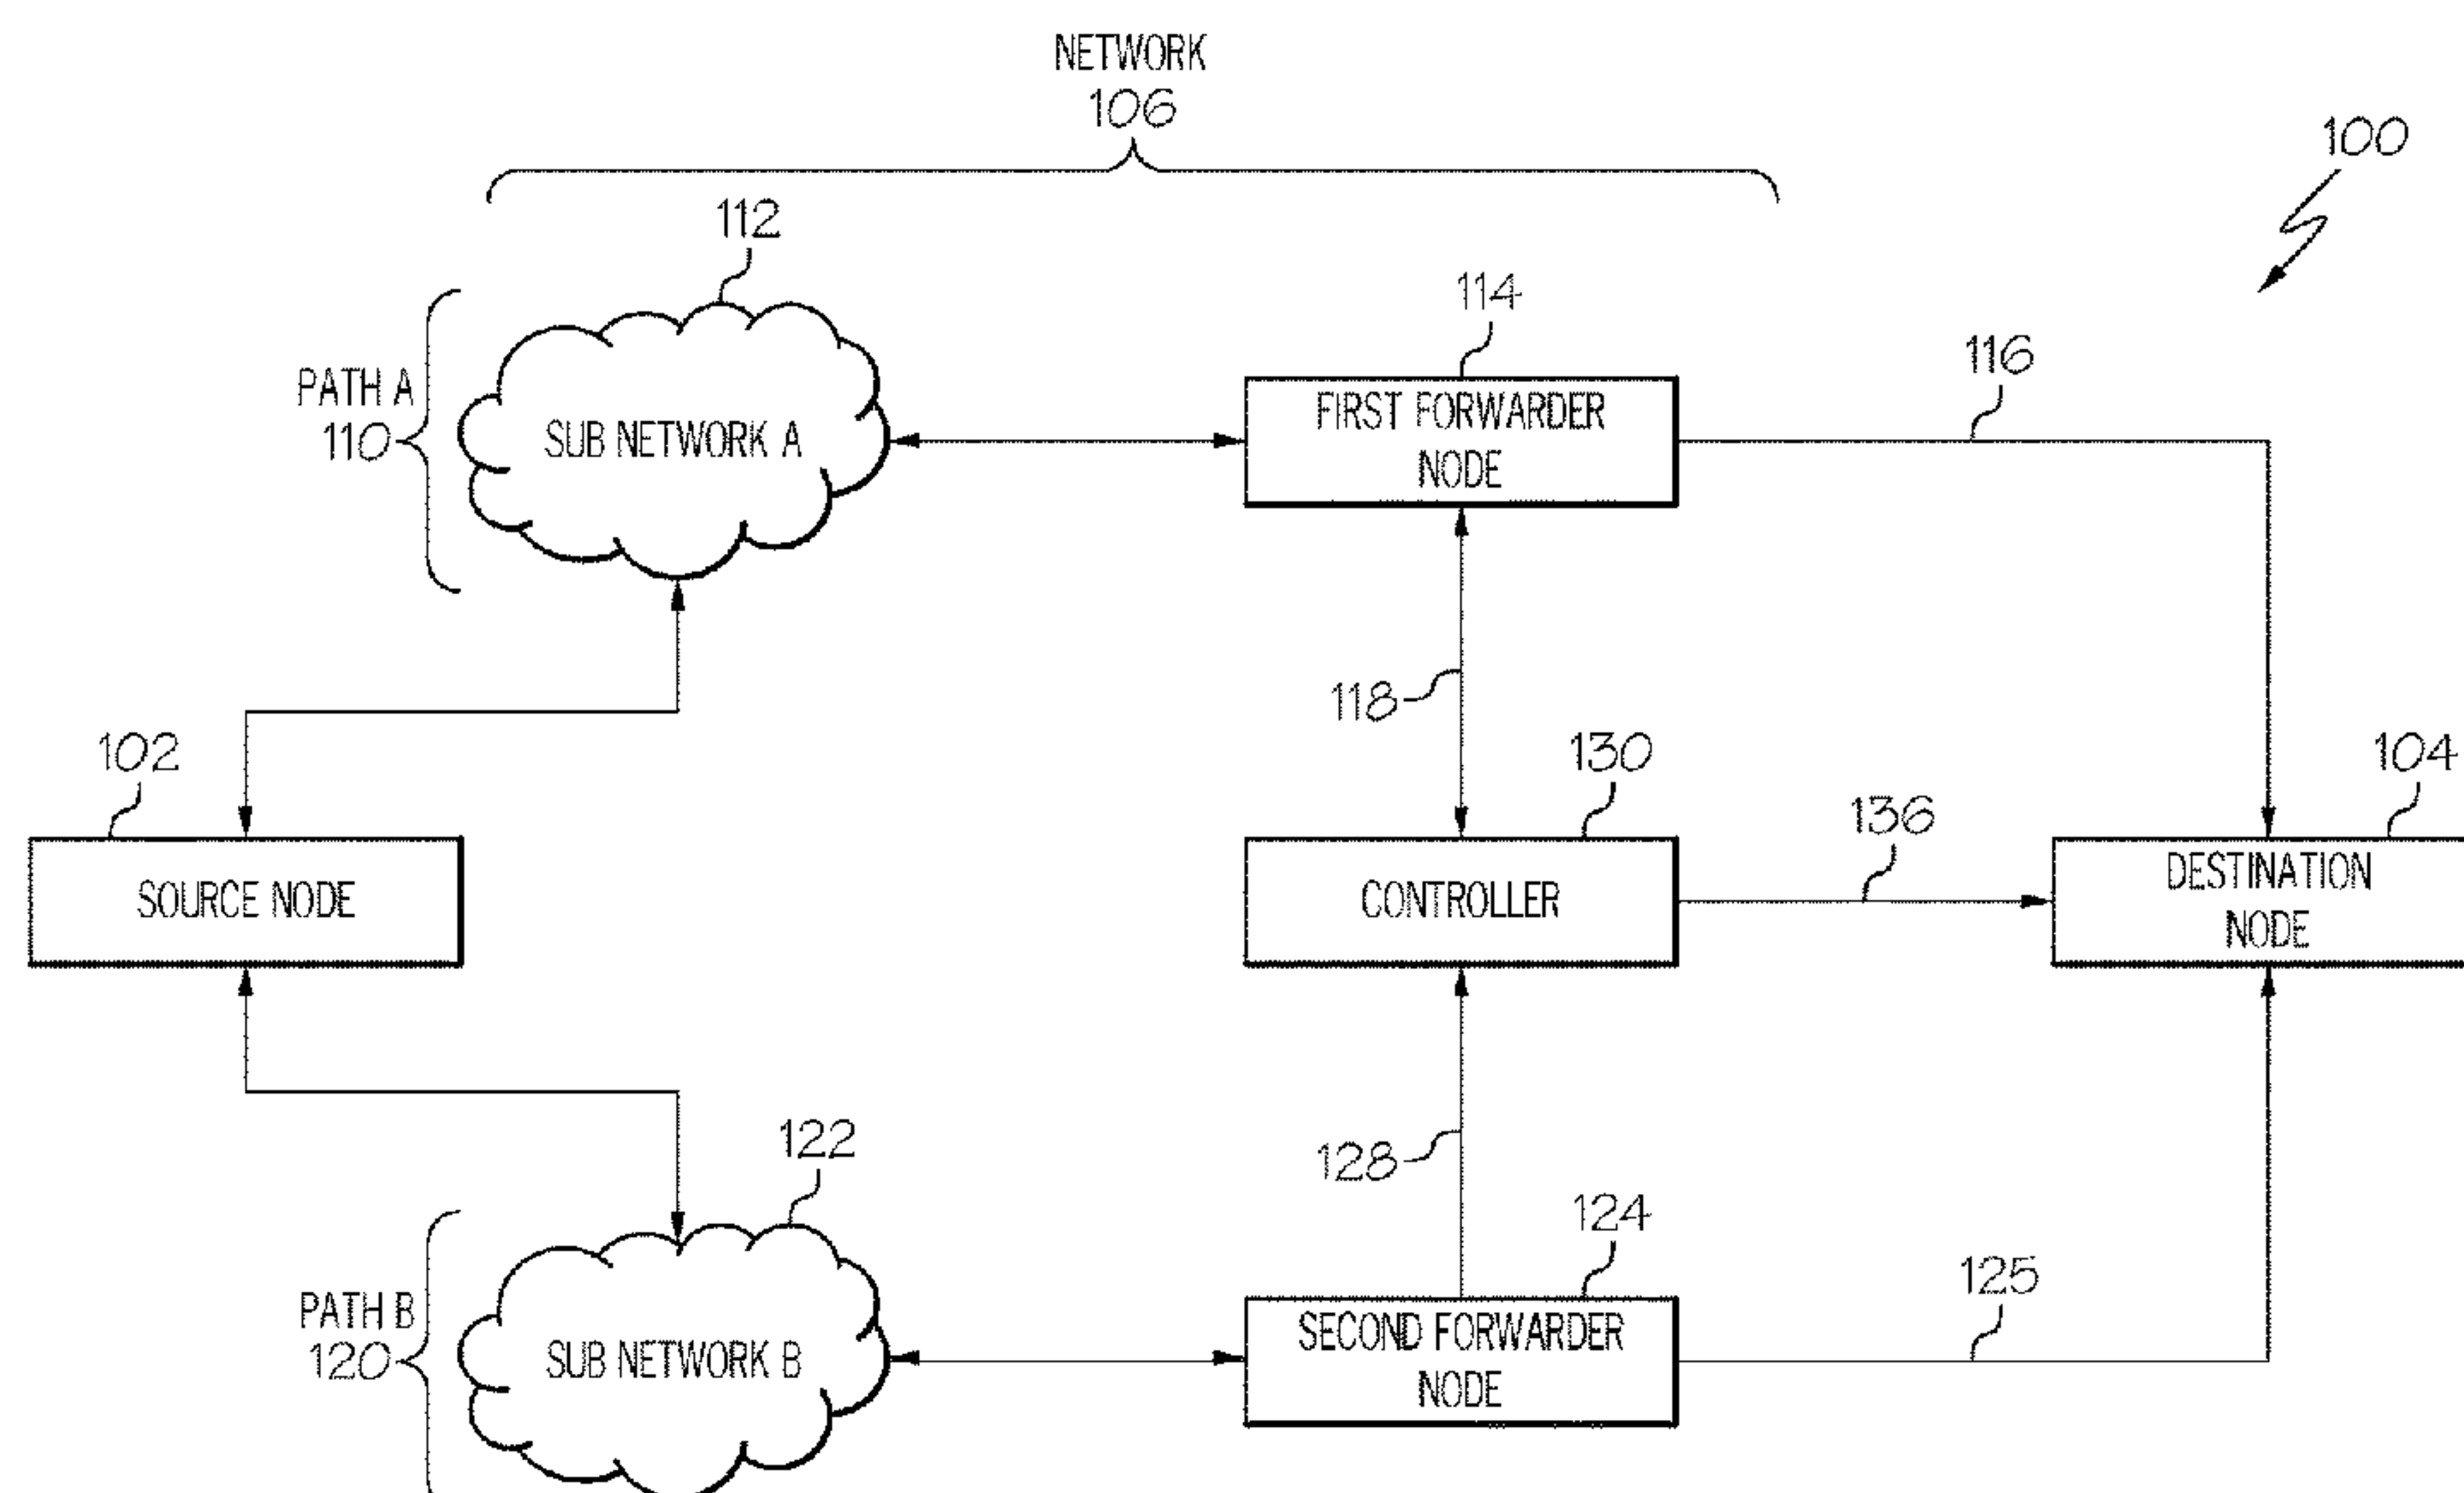 NETWORK
106
100
112
114
116
PATH A
110
SUB NETWORK A
FIRST FORWARDER
NODE
118
102
130
136
104
SOURCE NODE
CONTROLLER
DESTINATION
NODE
122
128
124
125
PATH B
120
SUB NETWORK B
SECOND FORWARDER
NODE